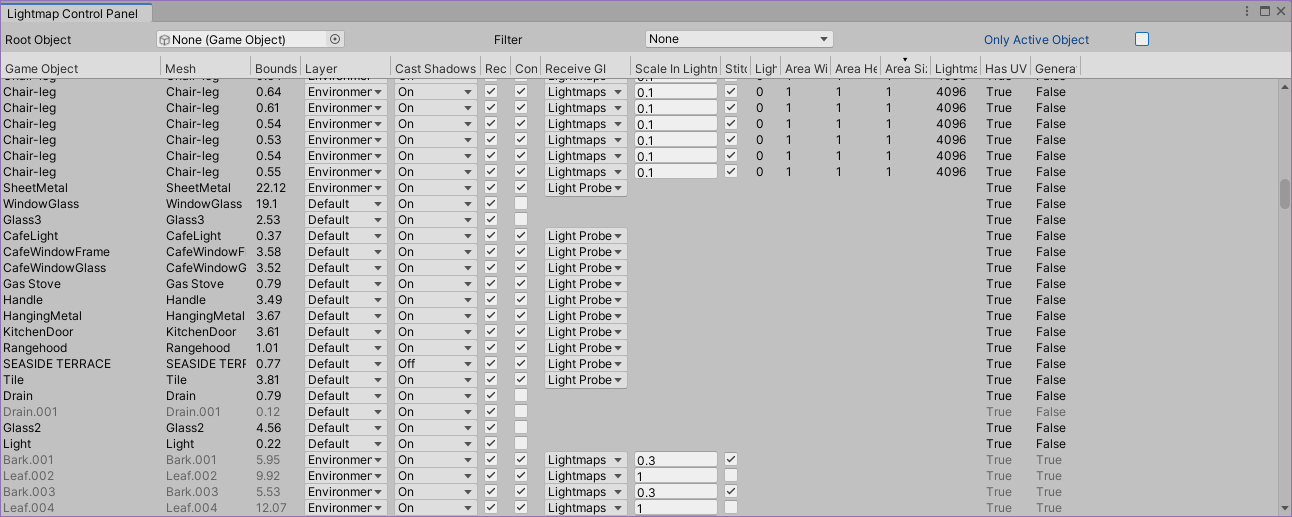 Lightmap Control Panel
Root Object None (Game Object) Filter None Only Active Object
Game Object Mesh Bounds Layer Cast Shadows Rec Con Receive GI Scale In Lightn Stitc Ligh Area Wi Area He Area Siz Lightma Has UV Genera
Chair-leg Chair-leg 0.64 Environmer On Lightmaps 0.1 0 1 1 1 4096 True False
Chair-leg Chair-leg 0.61 Environmer On Lightmaps 0.1 0 1 1 1 4096 True False
Chair-leg Chair-leg 0.54 Environmer On Lightmaps 0.1 0 1 1 1 4096 True False
Chair-leg Chair-leg 0.53 Environmer On Lightmaps 0.1 0 1 1 1 4096 True False
Chair-leg Chair-leg 0.54 Environmer On Lightmaps 0.1 0 1 1 1 4096 True False
Chair-leg Chair-leg 0.55 Environmer On Lightmaps 0.1 0 1 1 1 4096 True False
SheetMetal SheetMetal 22.12 Environmer On Light Probe True False
WindowGlass WindowGlass 19.1 Default On True False
Glass3 Glass3 2.53 Default On True False
CafeLight CafeLight 0.37 Default On Light Probe True False
CafeWindowFrame CafeWindowF 3.58 Default On Light Probe True False
CafeWindowGlass CafeWindowG 3.52 Default On Light Probe True False
Gas Stove Gas Stove 0.79 Default On Light Probe True False
Handle Handle 3.49 Default On Light Probe True False
HangingMetal HangingMetal 3.67 Default On Light Probe True False
KitchenDoor KitchenDoor 3.61 Default On Light Probe True False
Rangehood Rangehood 1.01 Default On Light Probe True False
SEASIDE TERRACE SEASIDE TERF 0.77 Default Off Light Probe True False
Tile Tile 3.81 Default On Light Probe True False
Drain Drain 0.79 Default On True False
Drain.001 Drain.001 0.12 Default On True False
Glass2 Glass2 4.56 Default On True False
Light Light 0.22 Default On True False
Bark.001 Bark.001 5.95 Environmer On Lightmaps 0.3 True True
Leaf.002 Leaf.002 9.92 Environmer On Lightmaps 1 True True
Bark.003 Bark.003 5.53 Environmer On Lightmaps 0.3 True True
Leaf.004 Leaf.004 12.07 Environmer On Lightmaps 1 True True